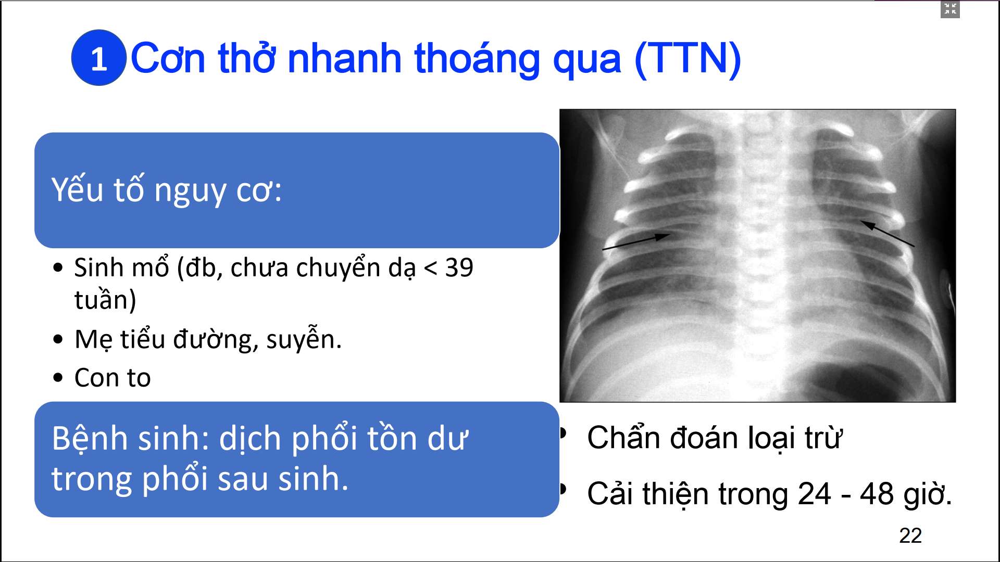 1 Cơn thở nhanh thoáng qua (TTN)
Yếu tố nguy cơ:
• Sinh mổ (đb, chưa chuyển dạ < 39
tuần)
• Mẹ tiểu đường, suyễn.
• Con to
Bệnh sinh: dịch phổi tồn dư
trong phổi sau sinh.
• Chẩn đoán loại trừ
• Cải thiện trong 24 - 48 giờ.
22